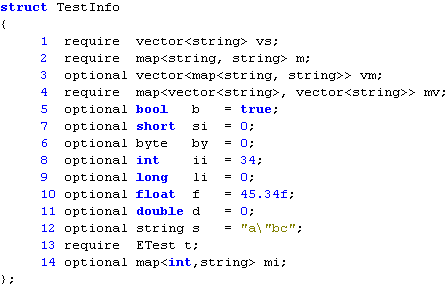 struct TestInfo
{
1 require vector<string> vs;
2 require map<string, string> m;
3 optional vector<map<string, string>> vm;
4 require map<vector<string>, vector<string>> mv;
5 optional bool b = true;
7 optional short si = 0;
6 optional byte by = 0;
8 optional int ii = 34;
9 optional long li = 0;
10 optional float f = 45.34f;
11 optional double d = 0;
12 optional string s = "a\"bc";
13 require ETest t;
14 optional map<int,string> mi;
};